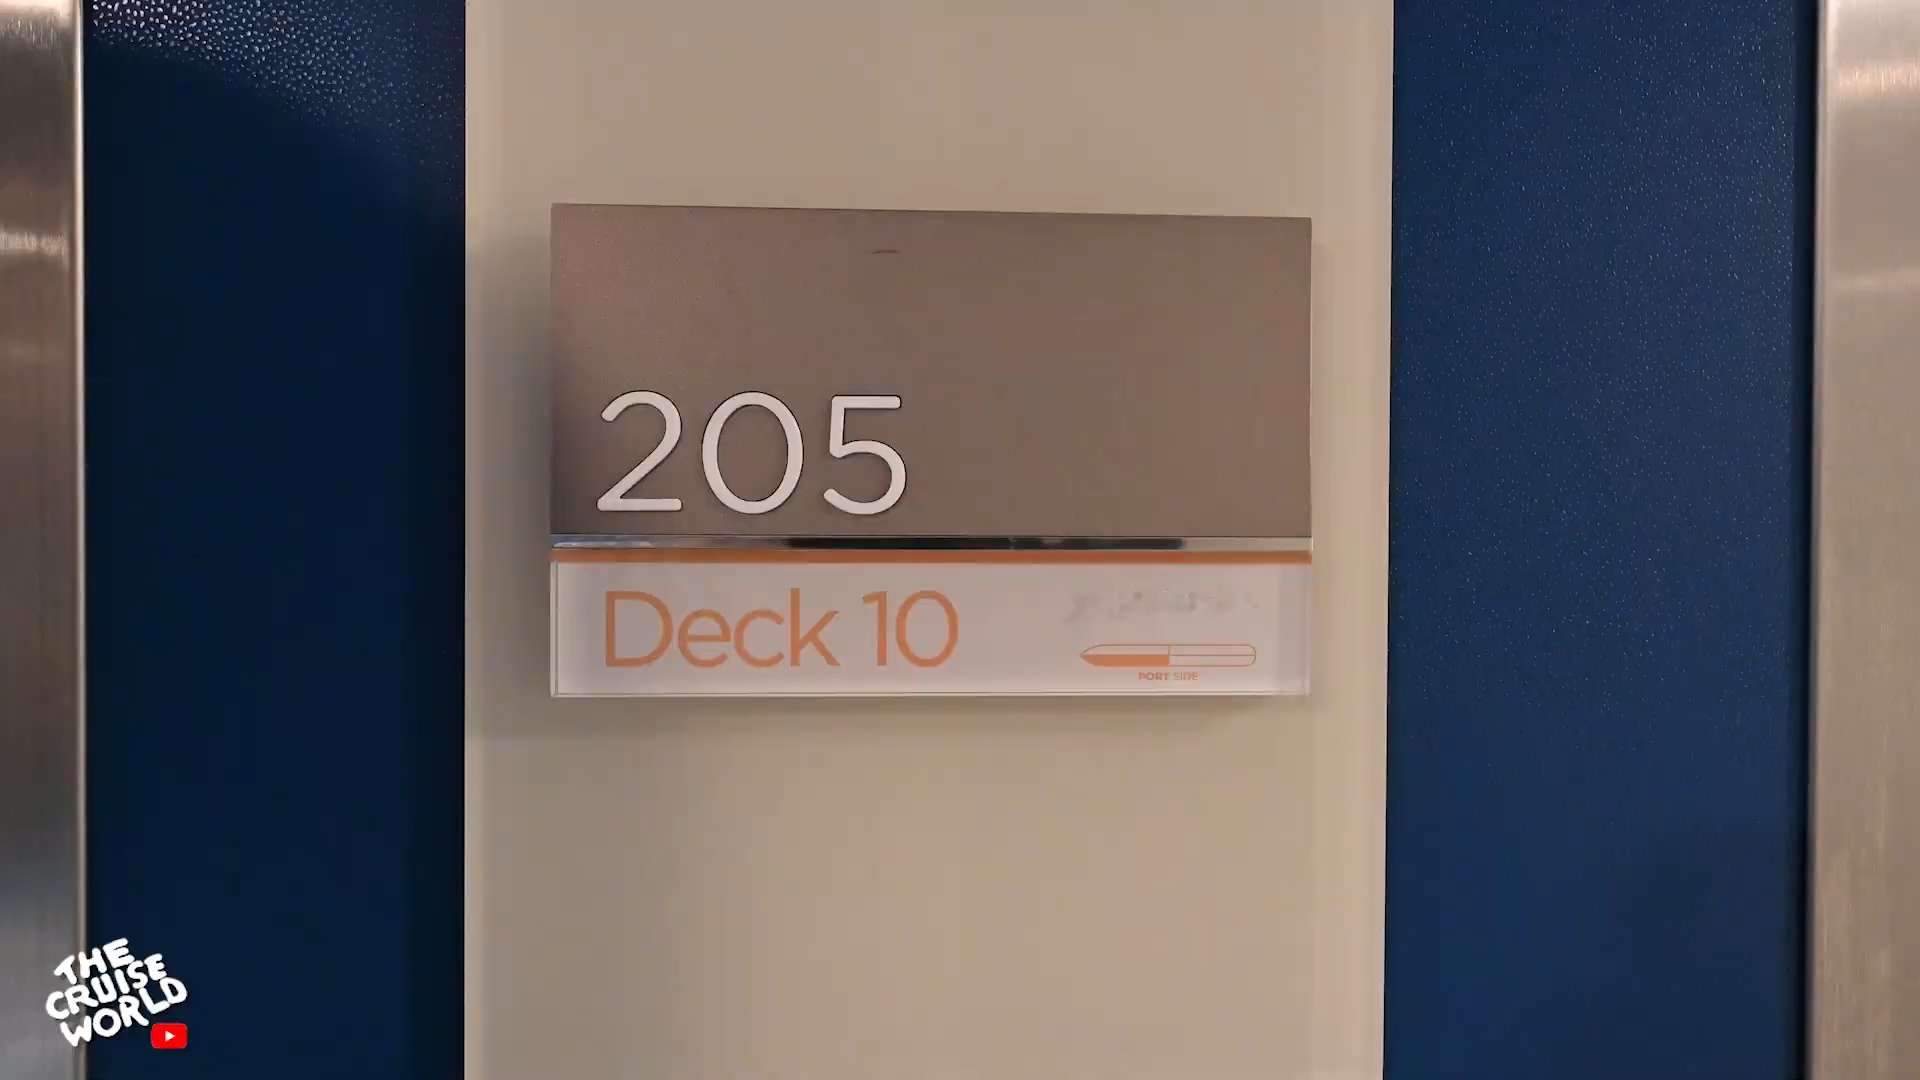 205
Deck 10
PORT SIDE
THE
CRUISE
WORLD